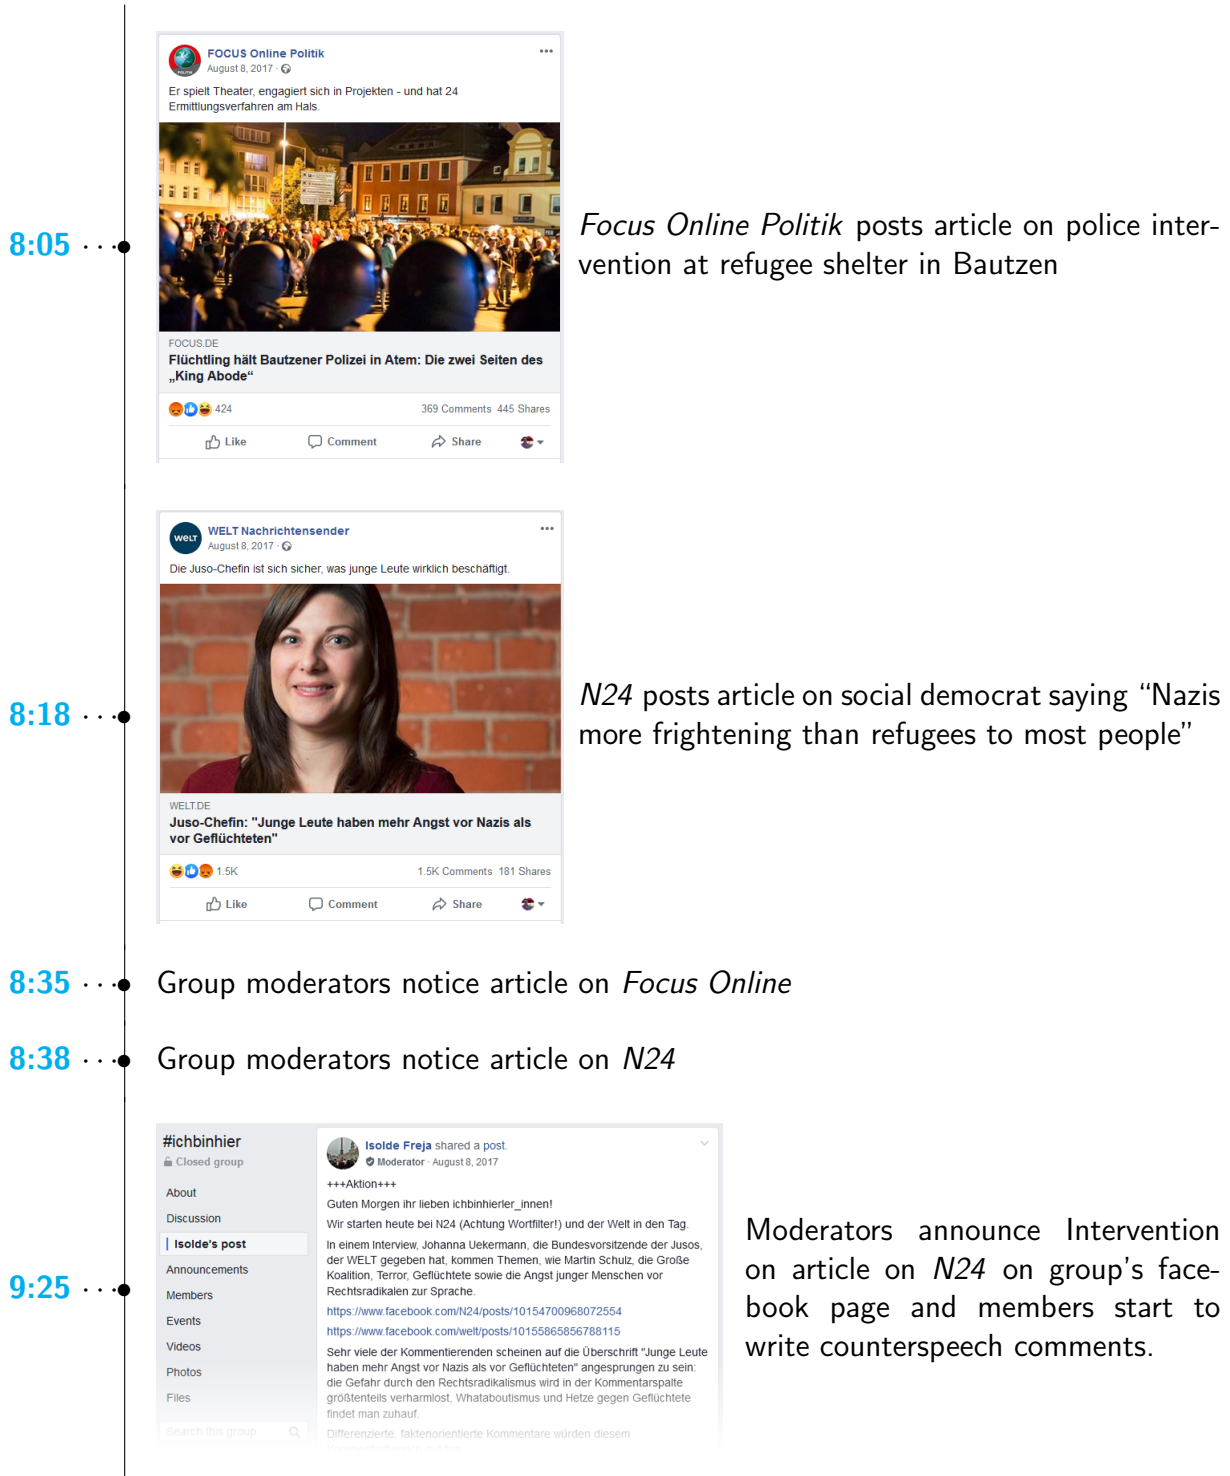 FOCUS Online Politik
August 8, 2017 ·
Er spielt Theater, engagiert sich in Projekten - und hat 24
Ermittlungsverfahren am Hals.
POLITIK
8:05
Focus Online Politik posts article on police inter-
vention at refugee shelter in Bautzen
FOCUS.DE
Flüchtling hält Bautzener Polizei in Atem: Die zwei Seiten des
„King Abode“
424
369 Comments 445 Shares
Like Comment Share
WELT Nachrichtensender
welt
August 8, 2017 ·
Die Juso-Chefin ist sich sicher, was junge Leute wirklich beschäftigt.
8:18
N24 posts article on social democrat saying “Nazis
more frightening than refugees to most people”
WELT.DE
Juso-Chefin: "Junge Leute haben mehr Angst vor Nazis als
vor Geflüchteten"
1.5K
1.5K Comments 181 Shares
Like Comment Share
8:35 Group moderators notice article on Focus Online
8:38 Group moderators notice article on N24
#ichbinhier
Closed group
About
Discussion
Isolde's post
Announcements
Members
Events
Videos
Photos
Files
Search this group
Isolde Freja shared a post.
Moderator · August 8, 2017
+++Aktion+++
Guten Morgen ihr lieben ichbinhierler_innen!
Wir starten heute bei N24 (Achtung Wortfilter!) und der Welt in den Tag.
In einem Interview, Johanna Uekermann, die Bundesvorsitzende der Jusos,
der WELT gegeben hat, kommen Themen, wie Martin Schulz, die Große
Koalition, Terror, Geflüchtete sowie die Angst junger Menschen vor
Rechtsradikalen zur Sprache.
https://www.facebook.com/N24/posts/10154700968072554
https://www.facebook.com/welt/posts/10155865856788115
Sehr viele der Kommentierenden scheinen auf die Überschrift "Junge Leute
haben mehr Angst vor Nazis als vor Geflüchteten" angesprungen zu sein:
die Gefahr durch den Rechtsradikalismus wird in der Kommentarspalte
größtenteils verharmlost, Whataboutismus und Hetze gegen Geflüchtete
findet man zuhauf.
Differenzierte, faktenorientierte Kommentare würden diesem
9:25
Moderators announce Intervention
on article on N24 on group's face-
book page and members start to
write counterspeech comments.